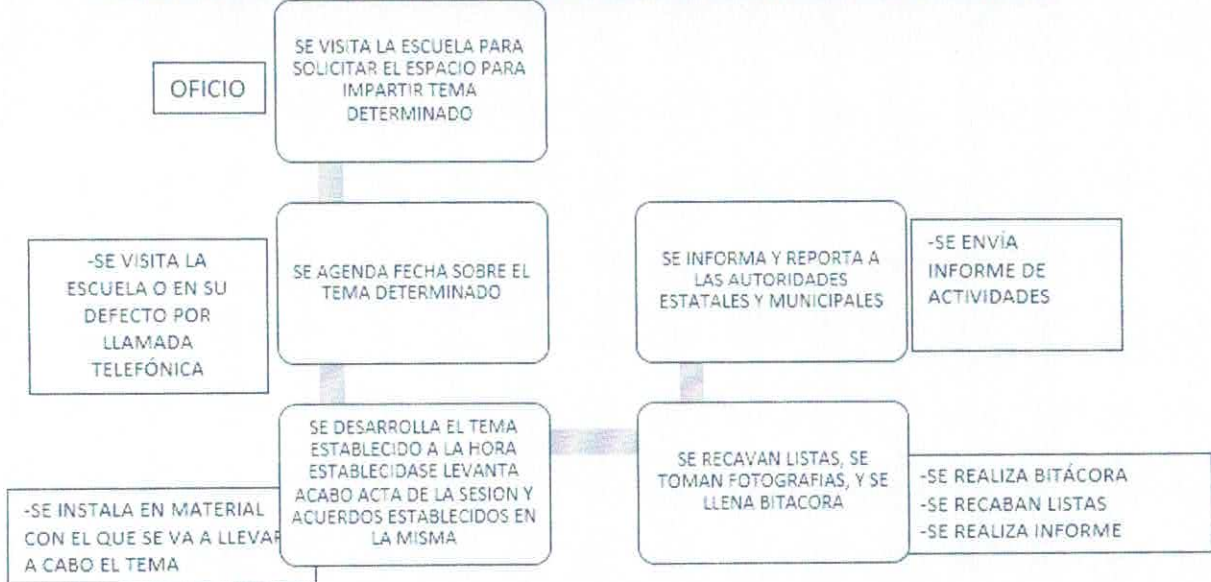 OFICIO
SE VISITA LA ESCUELA PARA
SOLICITAR EL ESPACIO PARA
IMPARTIR TEMA
DETERMINADO
-SE VISITA LA
ESCUELA O EN SU
DEFECTO POR
LLAMADA
TELEFÓNICA
SE AGENDA FECHA SOBRE EL
TEMA DETERMINADO
-SE INSTALA EN MATERIAL
CON EL QUE SE VA A LLEVAR
A CABO EL TEMA
SE DESARROLLA EL TEMA
ESTABLECIDO A LA HORA
ESTABLECIDASE LEVANTA
ACABO ACTA DE LA SESION Y
ACUERDOS ESTABLECIDOS EN
LA MISMA
SE RECAVAN LISTAS, SE
TOMAN FOTOGRAFIAS, Y SE
LLENA BITACORA
-SE REALIZA BITÁCORA
-SE RECABAN LISTAS
-SE REALIZA INFORME
SE INFORMA Y REPORTA A
LAS AUTORIDADES
ESTATALES Y MUNICIPALES
-SE ENVÍA
INFORME DE
ACTIVIDADES